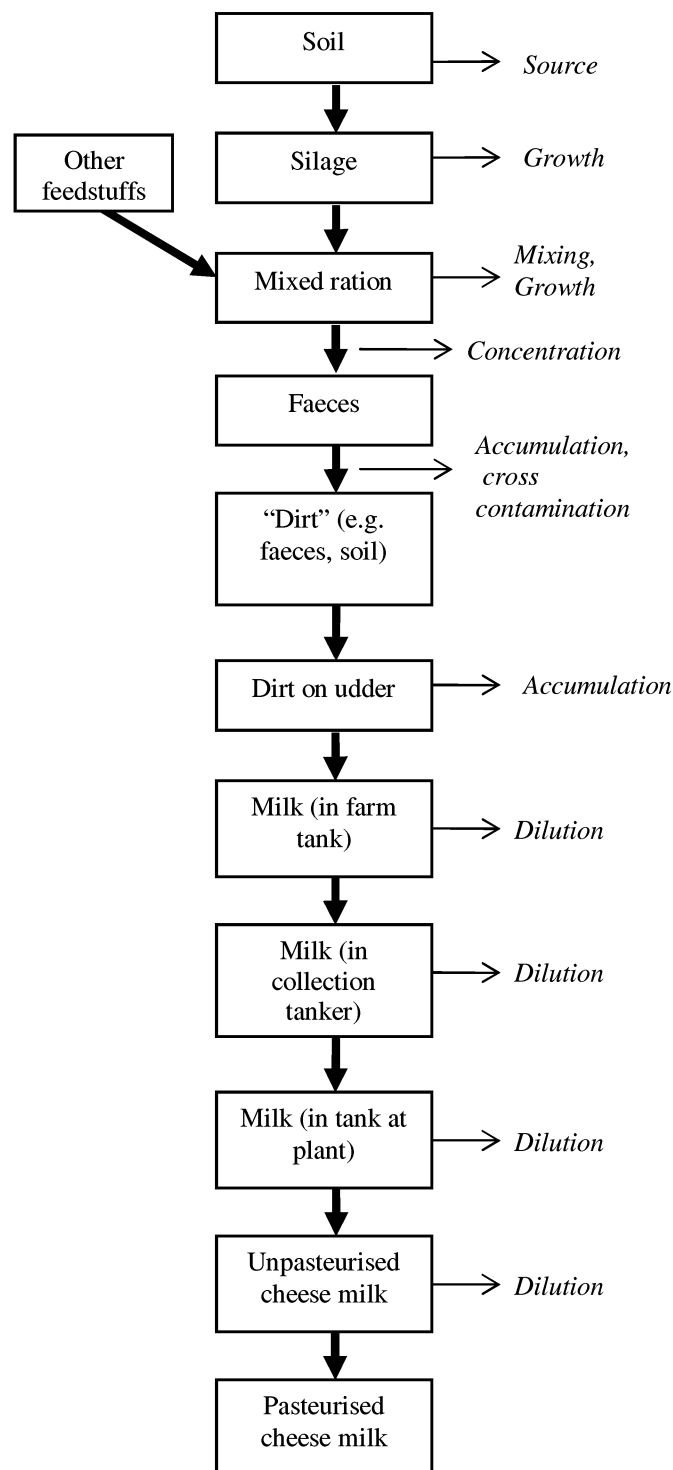 Soil
Source
Silage
Growth
Other
feedstuffs
Mixed ration
Mixing,
Growth
Concentration
Faeces
Accumulation,
cross
contamination
“Dirt” (e.g.
faeces, soil)
Dirt on udder
Accumulation
Milk (in farm
tank)
Dilution
Milk (in
collection
tanker)
Dilution
Milk (in tank at
plant)
Dilution
Unpasteurised
cheese milk
Dilution
Pasteurised
cheese milk